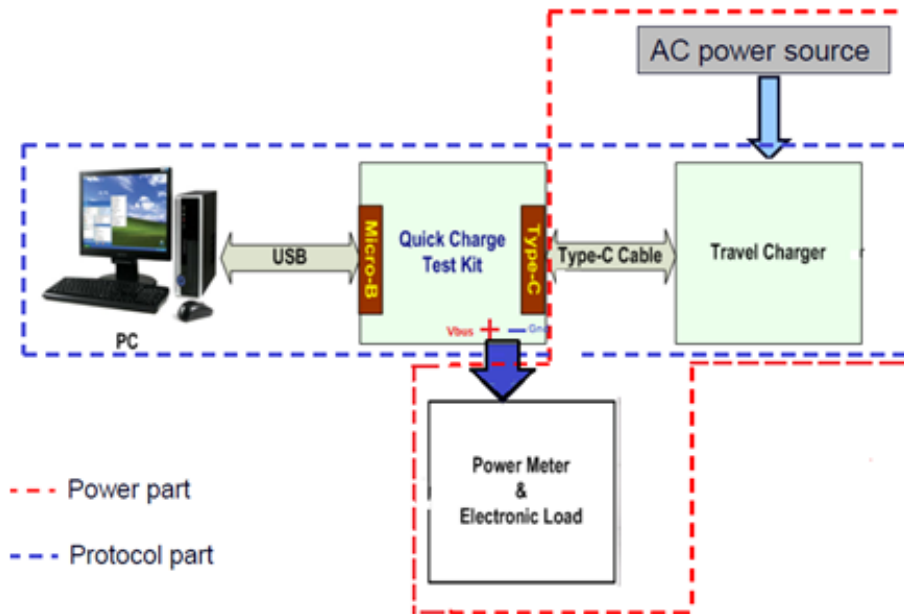 AC power source
Micro-B
Quick Charge
Test Kit
Type-C
USB
Type-C Cable
Travel Charger
PC
Vbus
Power Meter
&
Electronic Load
Power part
Protocol part